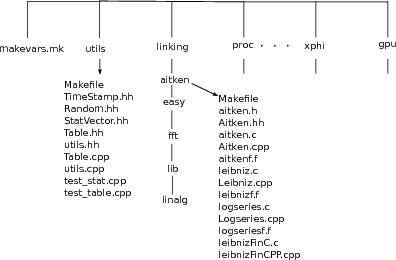 makevars.mk utils linking proc . . . xphi gpu
Makefile
TimeStamp.hh
Random.hh
StatVector.hh
Table.hh
utils.hh
Table.cpp
utils.cpp
test_stat.cpp
test_table.cpp
aitken
easy
fft
lib
linalg
Makefile
aitken.h
Aitken.hh
aitken.c
Aitken.cpp
aitkenf.f
leibniz.c
Leibniz.cpp
leibnizf.f
logseries.c
Logseries.cpp
logseriesf.f
leibnizFinC.c
leibnizFinCPP.cpp